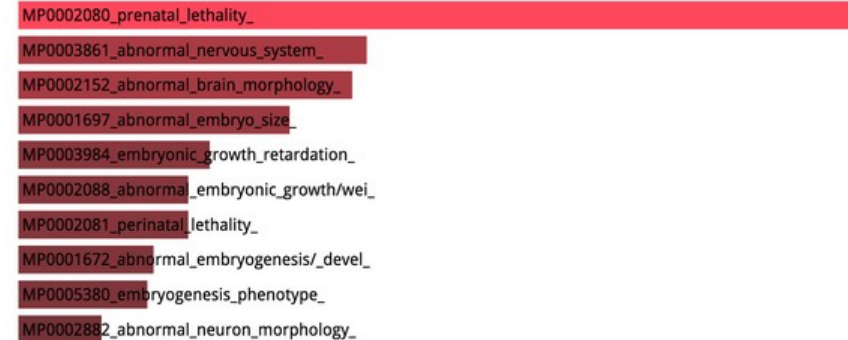 MP0002080_prenatal_lethality_
MP0003861_abnormal_nervous_system_
MP0002152_abnormal_brain_morphology_
MP0001697_abnormal_embryo_size_
MP0003984_embryonic_growth_retardation_
MP0002088_abnormal_embryonic_growth/wei_
MP0002081_perinatal_lethality_
MP0001672_abnormal_embryogenesis/_devel_
MP0005380_embryogenesis_phenotype_
MP0002882_abnormal_neuron_morphology_